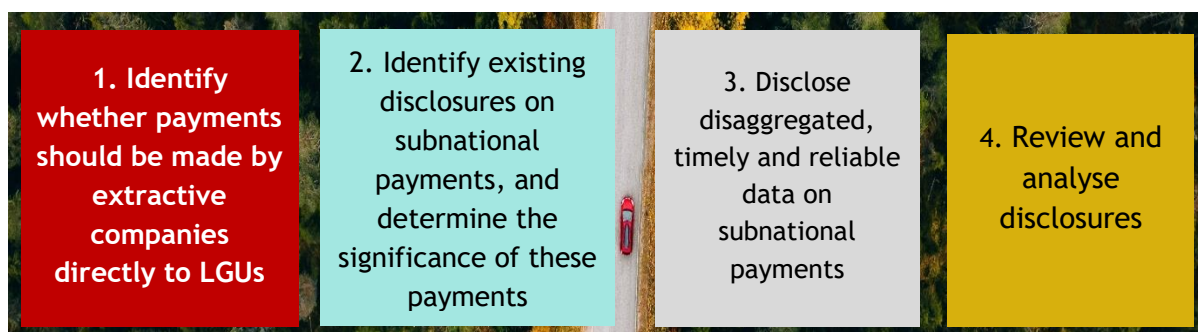 1. Identify
whether payments
should be made by
extractive
companies
directly to LGUs
2. Identify existing
disclosures on
subnational
payments, and
determine the
significance of these
payments
3. Disclose
disaggregated,
timely and reliable
data on
subnational
payments
4. Review and
analyse
disclosures